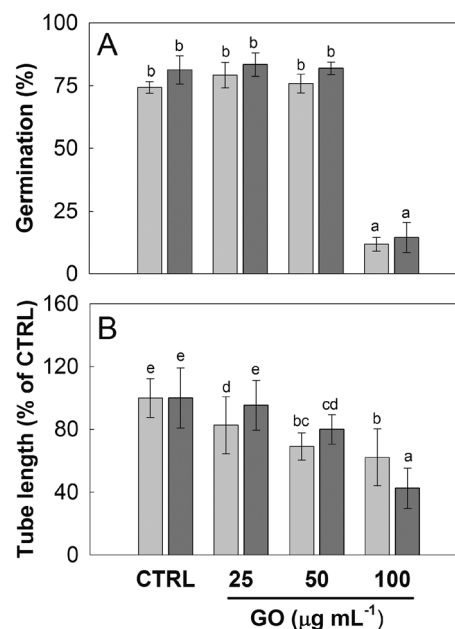 A
Germination (%)
100
75
50
25
0
b b b b b b
a a
B
Tube length (% of CTRL)
160
120
80
40
0
e e d e bc cd b a
CTRL 25 50 100
GO (μg mL⁻¹)